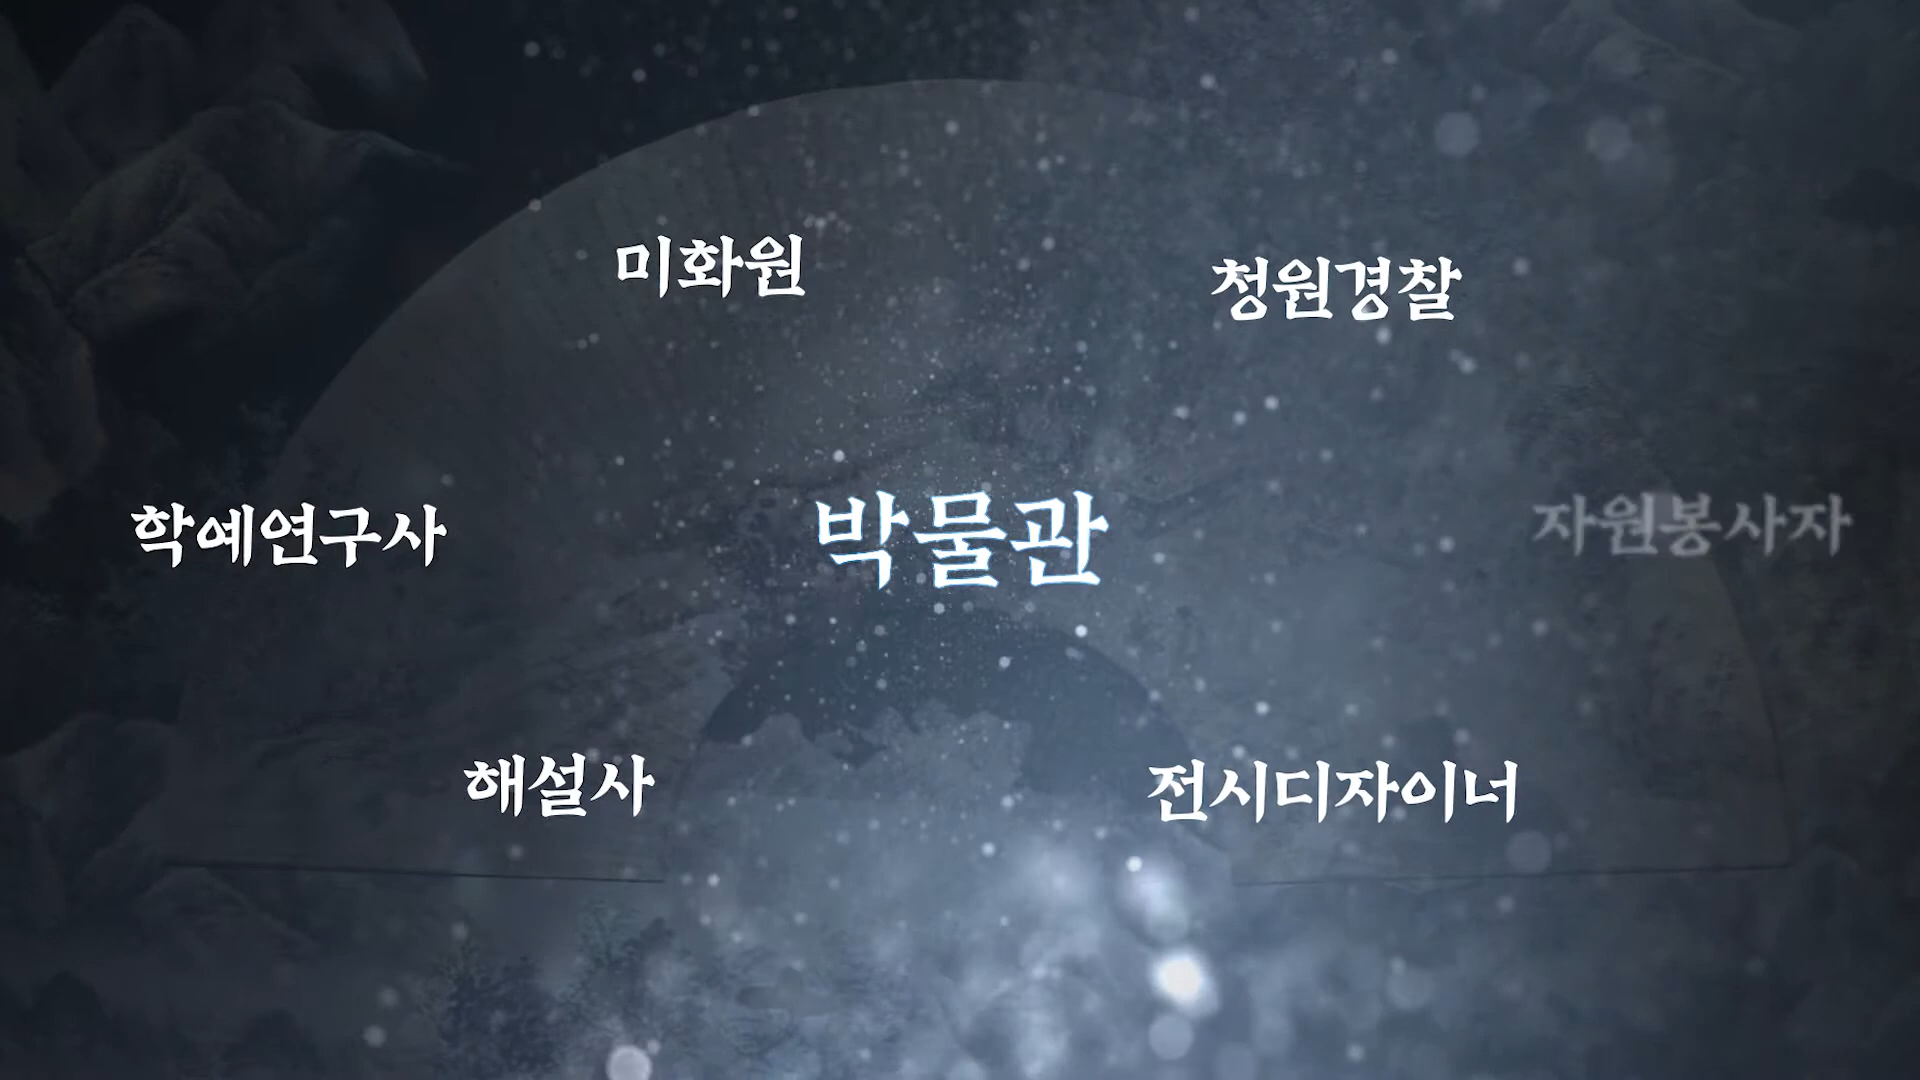 미화원
청원경찰
학예연구사
박물관
자원봉사자
해설사
전시디자이너